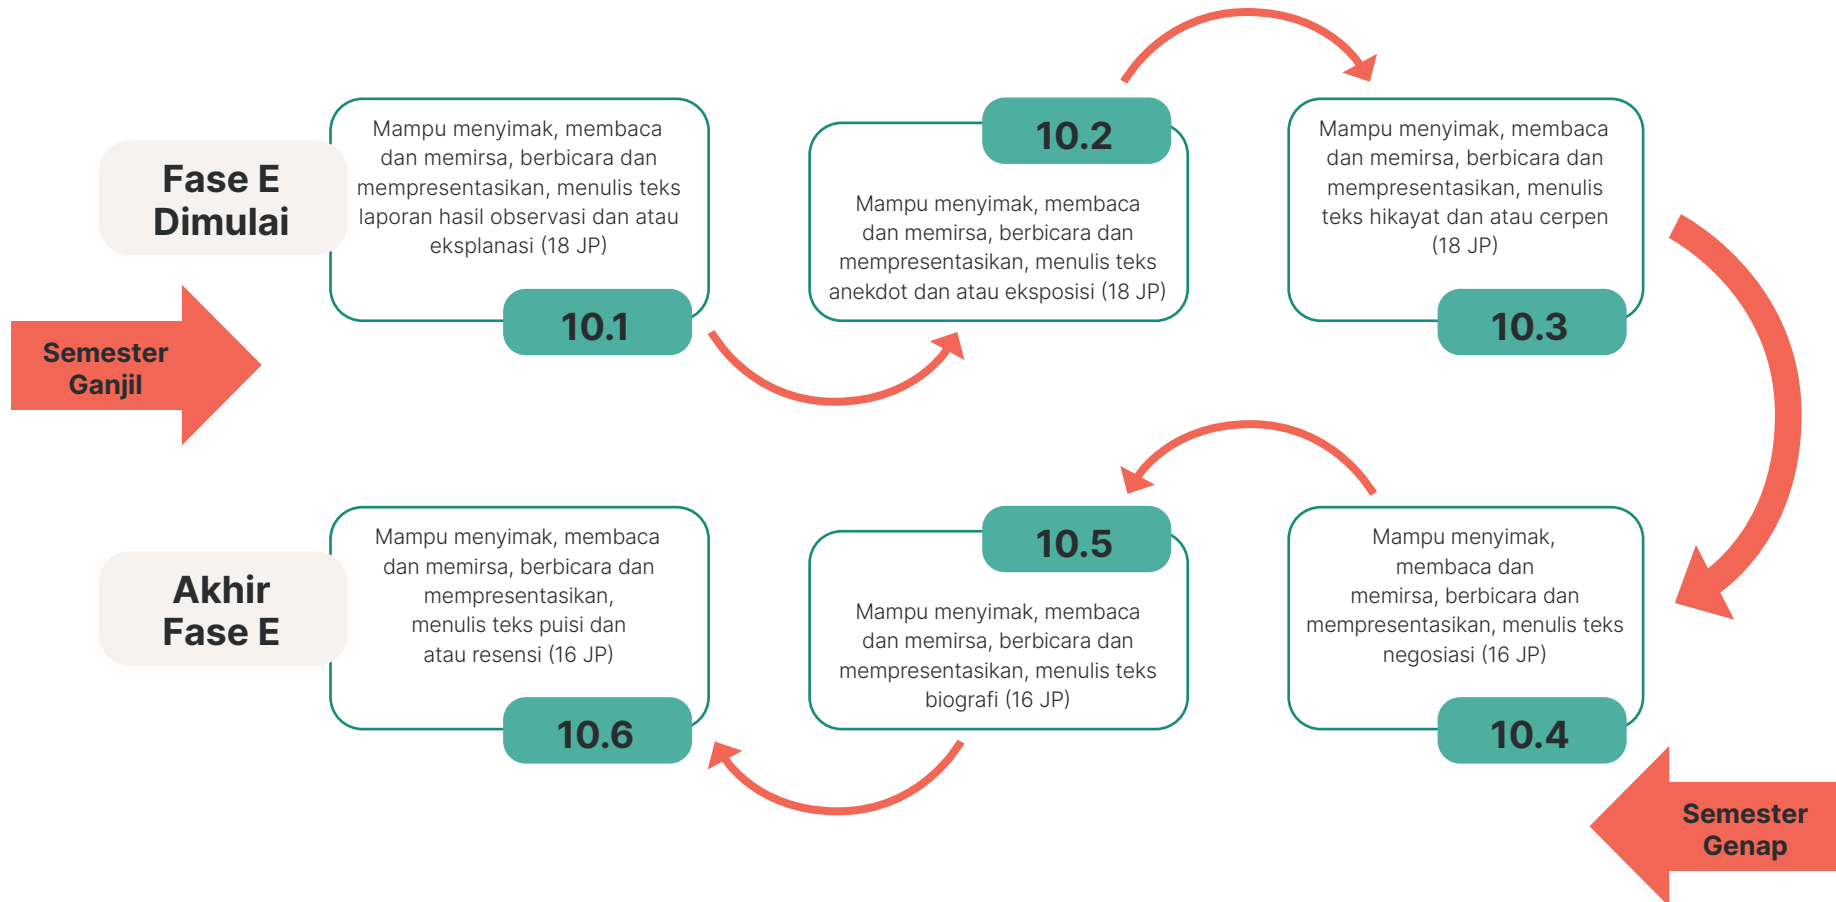 Fase E
Dimulai
Semester
Ganjil
Mampu menyimak, membaca
dan memirsa, berbicara dan
mempresentasikan, menulis teks
laporan hasil observasi dan atau
eksplanasi (18 JP)
10.1
10.2
Mampu menyimak, membaca
dan memirsa, berbicara dan
mempresentasikan, menulis teks
anekdot dan atau eksposisi (18 JP)
Mampu menyimak, membaca
dan memirsa, berbicara dan
mempresentasikan, menulis
teks hikayat dan atau cerpen
(18 JP)
10.3
Mampu menyimak,
membaca dan
memirsa, berbicara dan
mempresentasikan, menulis teks
negosiasi (16 JP)
10.4
Semester
Genap
10.5
Mampu menyimak, membaca
dan memirsa, berbicara dan
mempresentasikan, menulis teks
biografi (16 JP)
Mampu menyimak, membaca
dan memirsa, berbicara dan
mempresentasikan,
menulis teks puisi dan
atau resensi (16 JP)
10.6
Akhir
Fase E